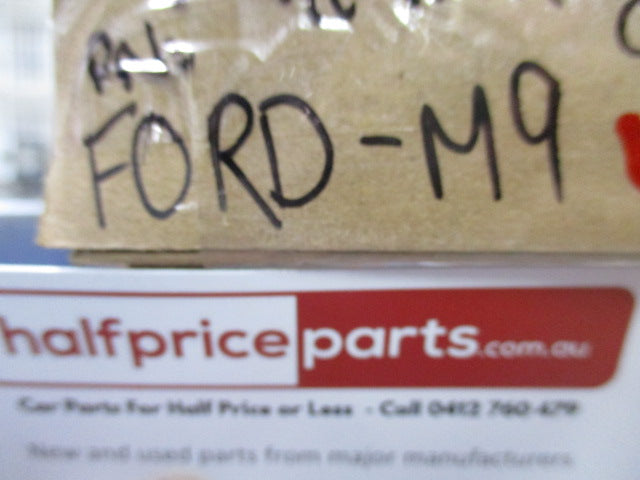 FORD-M9
halfpriceparts.com.au
Car Parts For Half Price or Less - Call 0412 760 479
New and used parts from major manufacturers